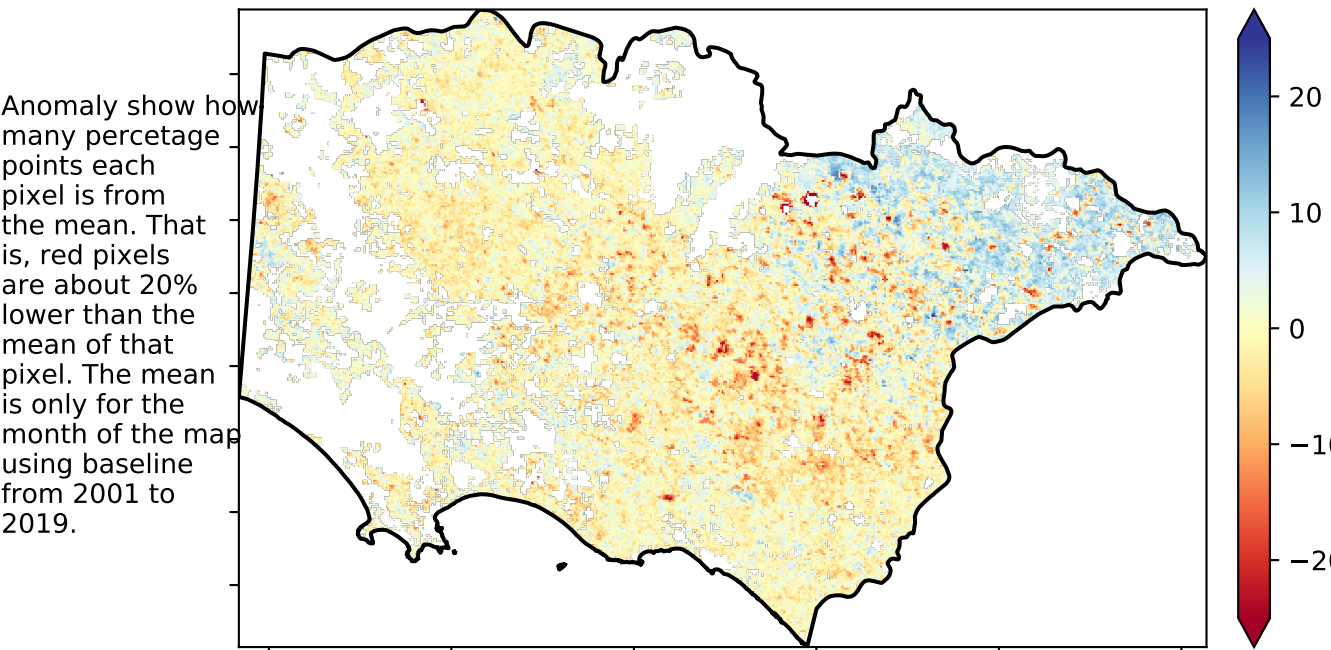 Anomaly show how
many percetage
points each
pixel is from
the mean. That
is, red pixels
are about 20%
lower than the
mean of that
pixel. The mean
is only for the
month of the map
using baseline
from 2001 to
2019.
20
10
0
−10
−20